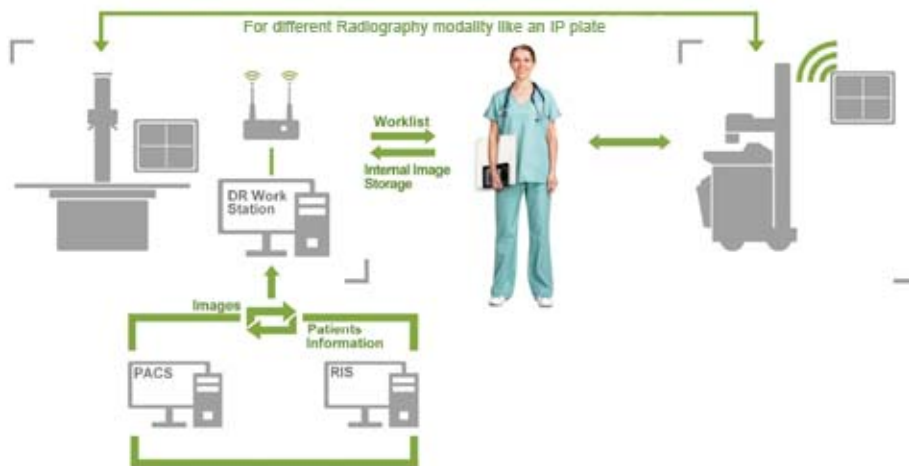 For different Radiography modality like an IP plate
Worklist
Internal Image
Storage
DR Work
Station
Images
Patients
Information
PACS
RIS